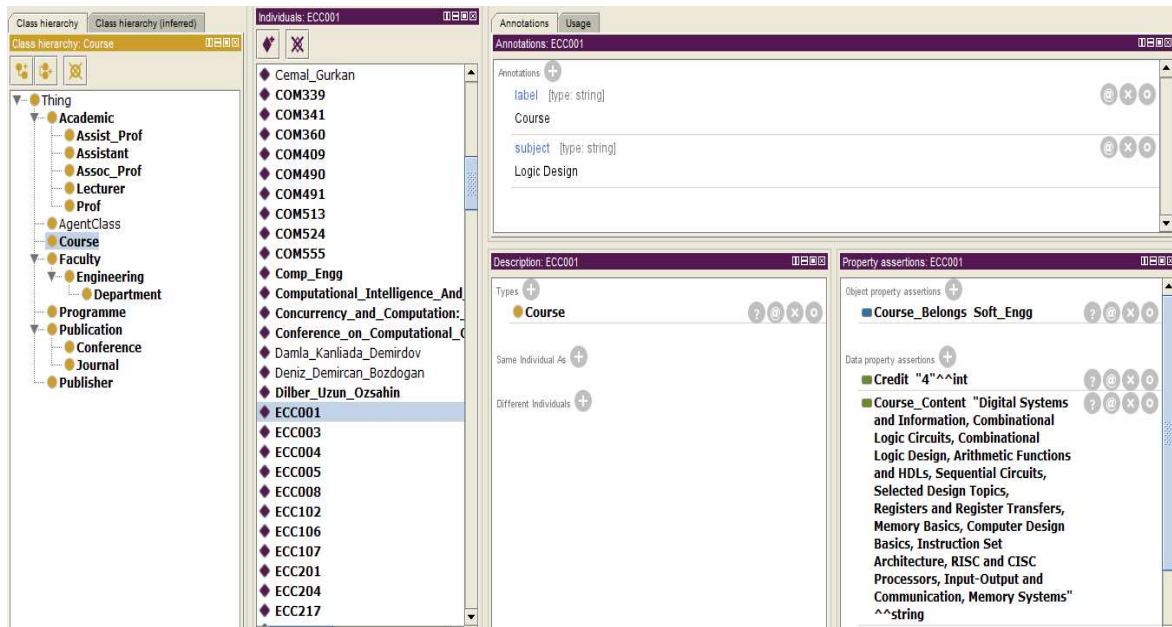 Class hierarchy
Class hierarchy (inferred)
Class hierarchy: Course
Thing
Academic
Assist_Prof
Assistant
Assoc_Prof
Lecturer
Prof
AgentClass
Course
Faculty
Engineering
Department
Programme
Publication
Conference
Journal
Publisher
Individuals: ECC001
Cemal_Gurkan
COM339
COM341
COM360
COM409
COM490
COM491
COM513
COM524
COM555
Comp_Engg
Computational_Intelligence_And_
Concurrency_and_Computation:_
Conference_on_Computational_C
Damla_Kanliada_Demirdov
Deniz_Demircan_Bozdogan
Dilber_Uzun_Ozsahin
ECC001
ECC003
ECC004
ECC005
ECC008
ECC102
ECC106
ECC107
ECC201
ECC204
ECC217
Annotations
Usage
Annotations: ECC001
Annotations
label [type: string]
Course
subject [type: string]
Logic Design
Description: ECC001
Types
Course
Same Individual As
Different Individuals
Property assertions: ECC001
Object property assertions
Course_Belongs Soft_Engg
Data property assertions
Credit "4"^^int
Course_Content "Digital Systems
and Information, Combinational
Logic Circuits, Combinational
Logic Design, Arithmetic Functions
and HDLs, Sequential Circuits,
Selected Design Topics,
Registers and Register Transfers,
Memory Basics, Computer Design
Basics, Instruction Set
Architecture, RISC and CISC
Processors, Input-Output and
Communication, Memory Systems"
^^string